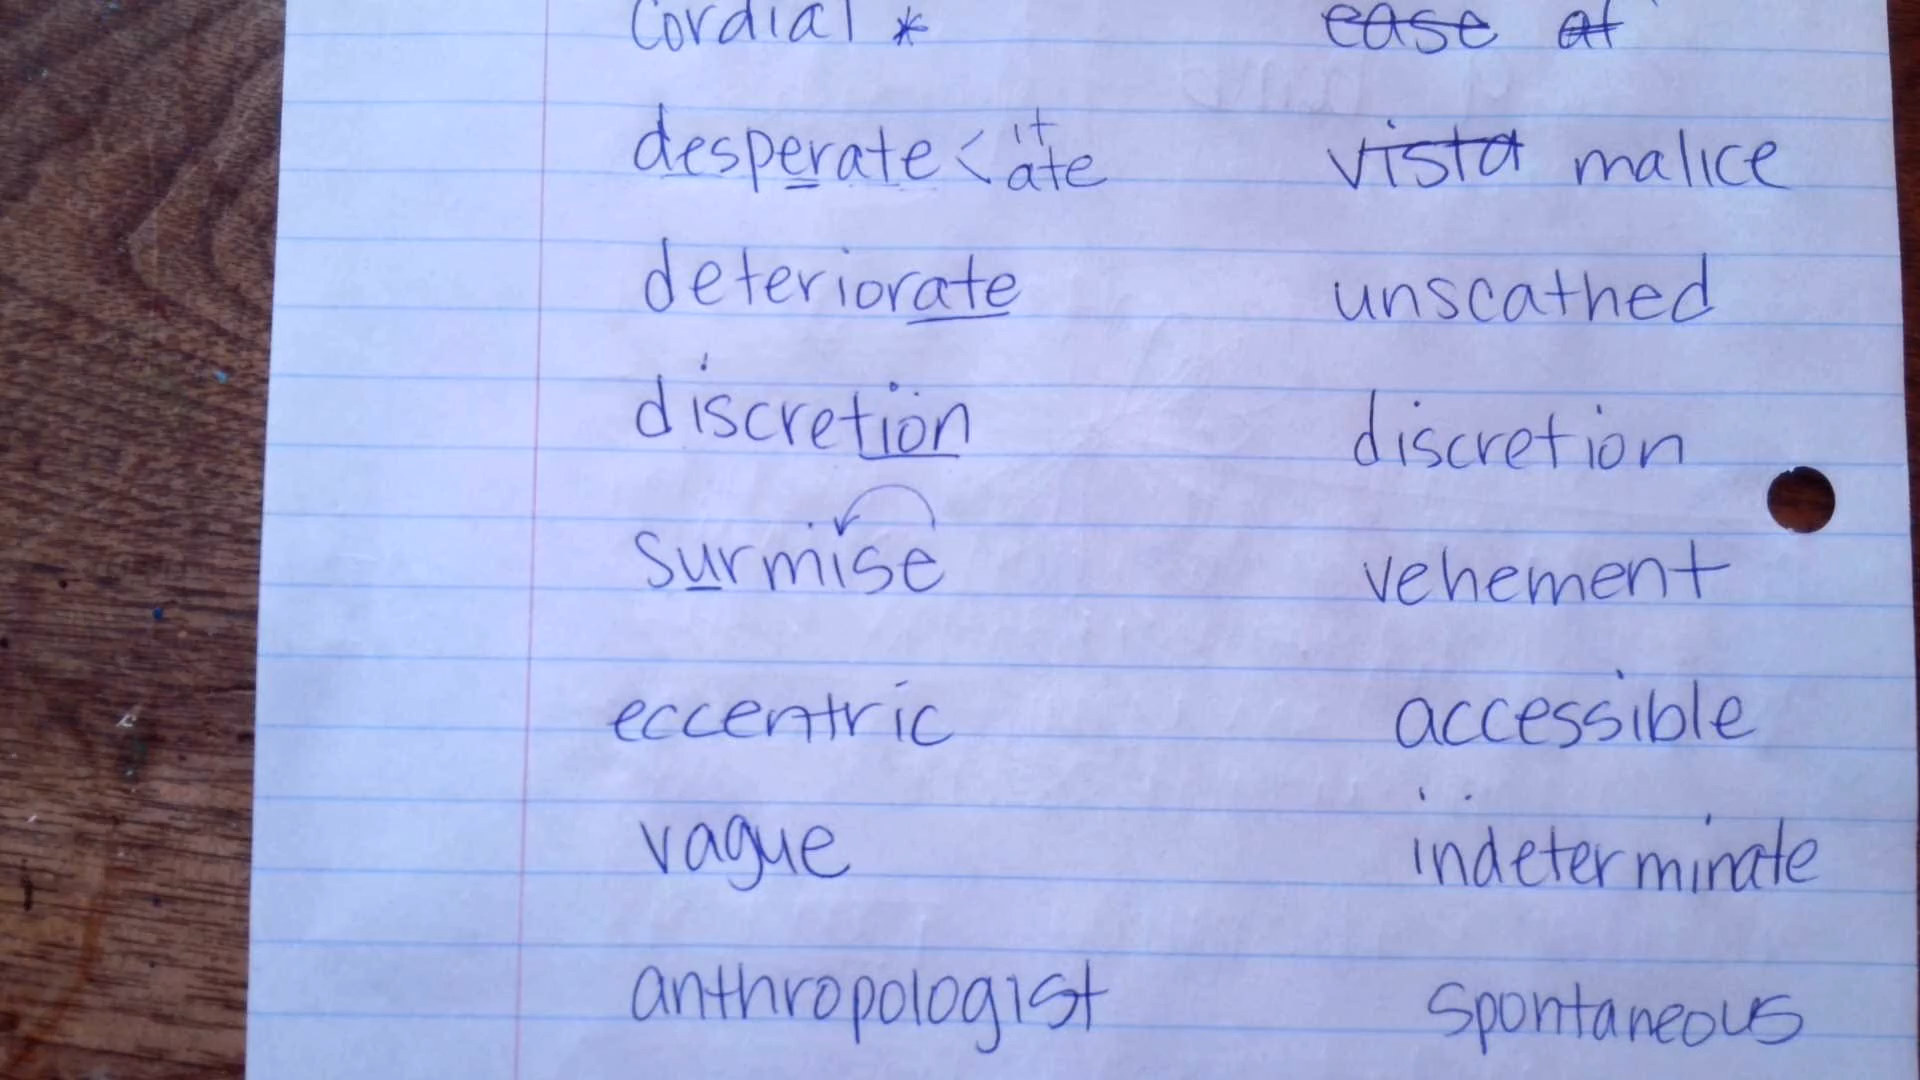 Cordial * ease at
desperate < it ate vista malice
deteriorate unscathed
discretion discretion
surmise vehement
eccentric accessible
vague indeterminate
anthropologist spontaneous